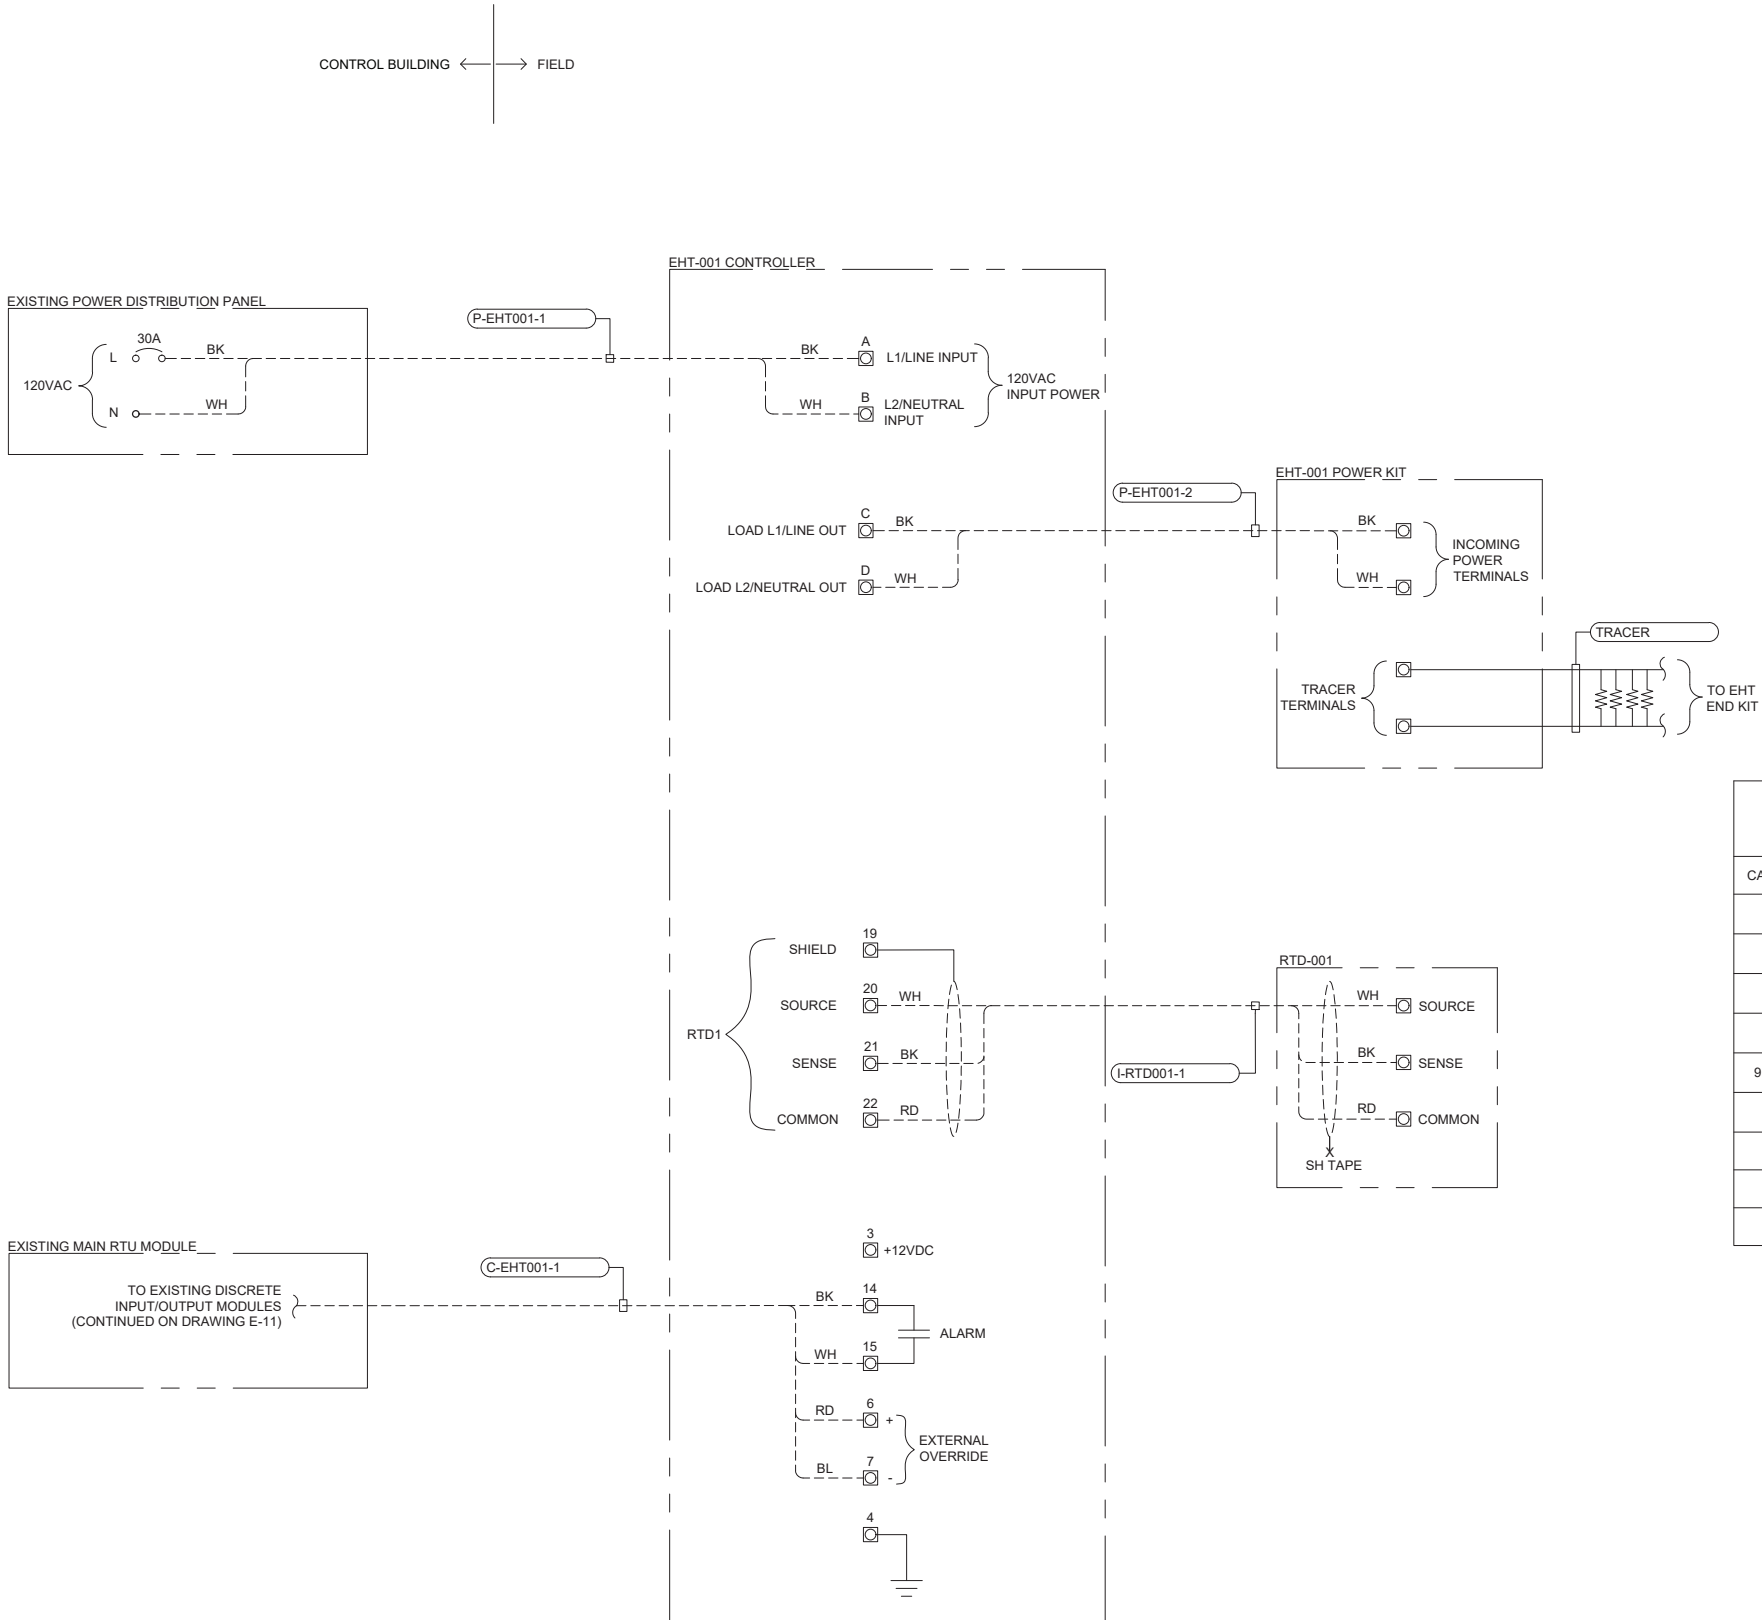 CONTROL BUILDING
FIELD
EHT-001 CONTROLLER
EXISTING POWER DISTRIBUTION PANEL
P-EHT001-1
30A
L
BK
120VAC
N
WH
BK
A
L1/LINE INPUT
WH
B
L2/NEUTRAL
INPUT
120VAC
INPUT POWER
LOAD L1/LINE OUT
C
BK
LOAD L2/NEUTRAL OUT
D
WH
P-EHT001-2
EHT-001 POWER KIT
BK
WH
INCOMING
POWER
TERMINALS
TRACER
TRACER
TERMINALS
TO EHT
END KIT
CA
9
RTD1
SHIELD
19
SOURCE
20
WH
SENSE
21
BK
COMMON
22
RD
I-RTD001-1
RTD-001
WH
SOURCE
BK
SENSE
RD
COMMON
SH TAPE
EXISTING MAIN RTU MODULE
TO EXISTING DISCRETE
INPUT/OUTPUT MODULES
(CONTINUED ON DRAWING E-11)
C-EHT001-1
3
+12VDC
BK
14
WH
15
ALARM
RD
6
+
BL
7
-
EXTERNAL
OVERRIDE
4